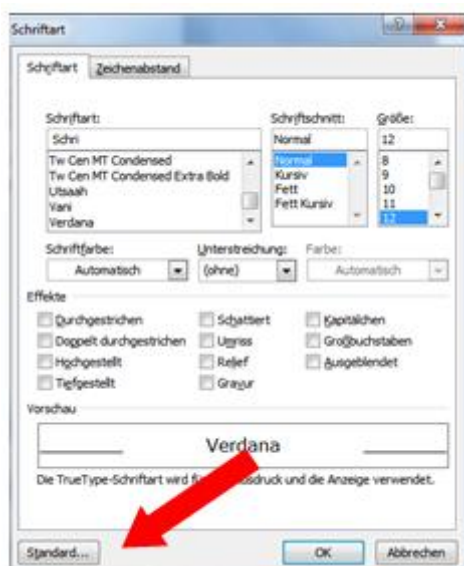 Schriftart
Schriftart Zeichenabstand
Schriftart: Schriftschnitt: Größe:
Schri Normal 12
Tw Cen MT Condensed Normal 8
Tw Cen MT Condensed Extra Bold Kursiv 9
Utsaah Fett 10
Vani Fett Kursiv 11
Verdana 12
Schriftfarbe: Unterstreichung: Farbe:
Automatisch (ohne) Automatisch
Effekte
Durchgestrichen Schattiert Kapitälchen
Doppelt durchgestrichen Umriss Großbuchstaben
Hochgestellt Relief Ausgeblendet
Tiefgestellt Gravur
Vorschau
Verdana
Die TrueType-Schriftart wird und die Anzeige verwendet.
Standard... OK Abbrechen